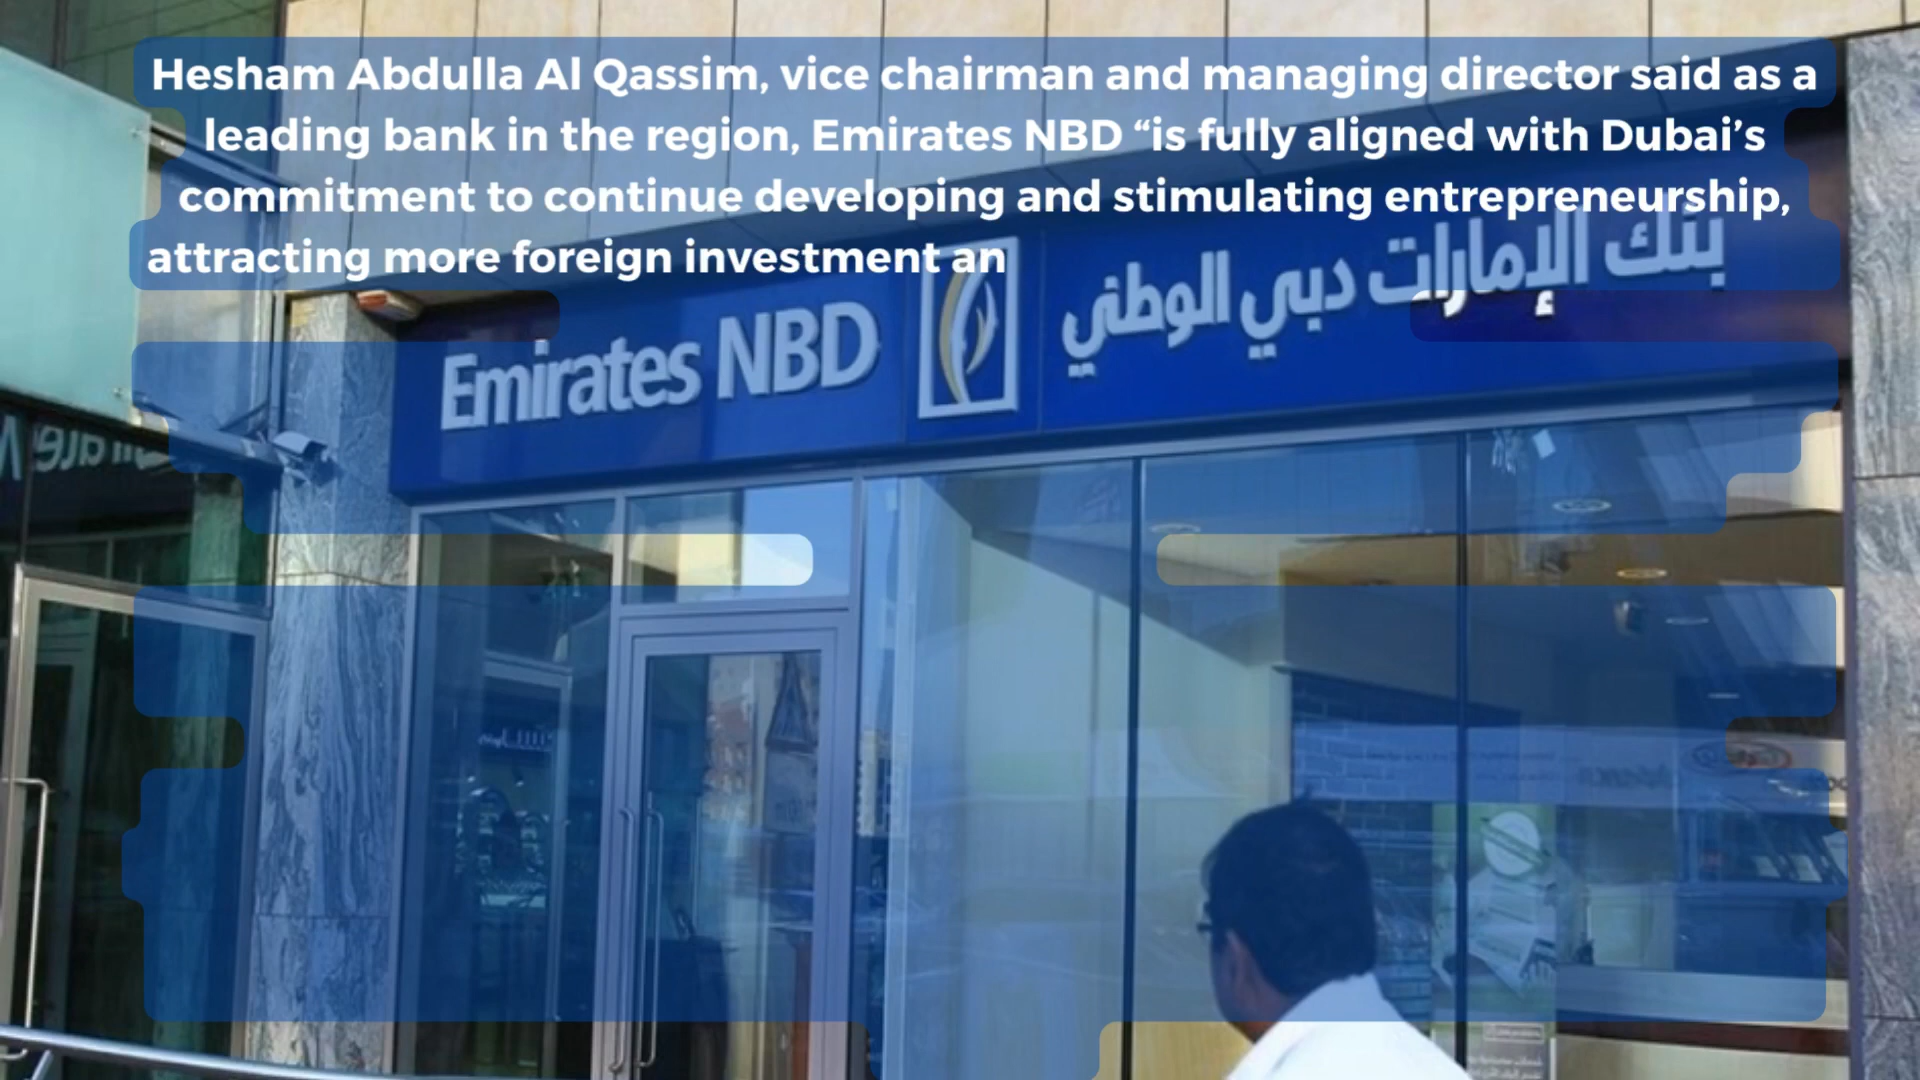 Hesham Abdulla Al Qassim, vice chairman and managing director said as a
leading bank in the region, Emirates NBD “is fully aligned with Dubai’s
commitment to continue developing and stimulating entrepreneurship,
attracting more foreign investment an
Emirates NBD
بنك الإمارات دبي الوطني